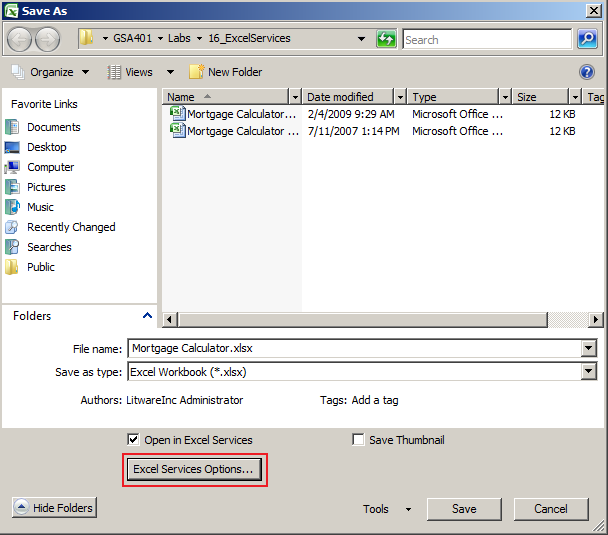 Save As
GSA401 Labs 16_ExcelServices Search
Organize Views New Folder
Favorite Links
Documents
Desktop
Computer
Pictures
Music
Recently Changed
Searches
Public
Folders
Name Date modified Type Size Tag
Mortgage Calculator... 2/4/2009 9:29 AM Microsoft Office ... 12 KB
Mortgage Calculator ... 7/11/2007 1:14 PM Microsoft Office ... 12 KB
File name: Mortgage Calculator.xlsx
Save as type: Excel Workbook (*.xlsx)
Authors: LitwareInc Administrator Tags: Add a tag
Open in Excel Services Save Thumbnail
Excel Services Options...
Hide Folders Tools Save Cancel